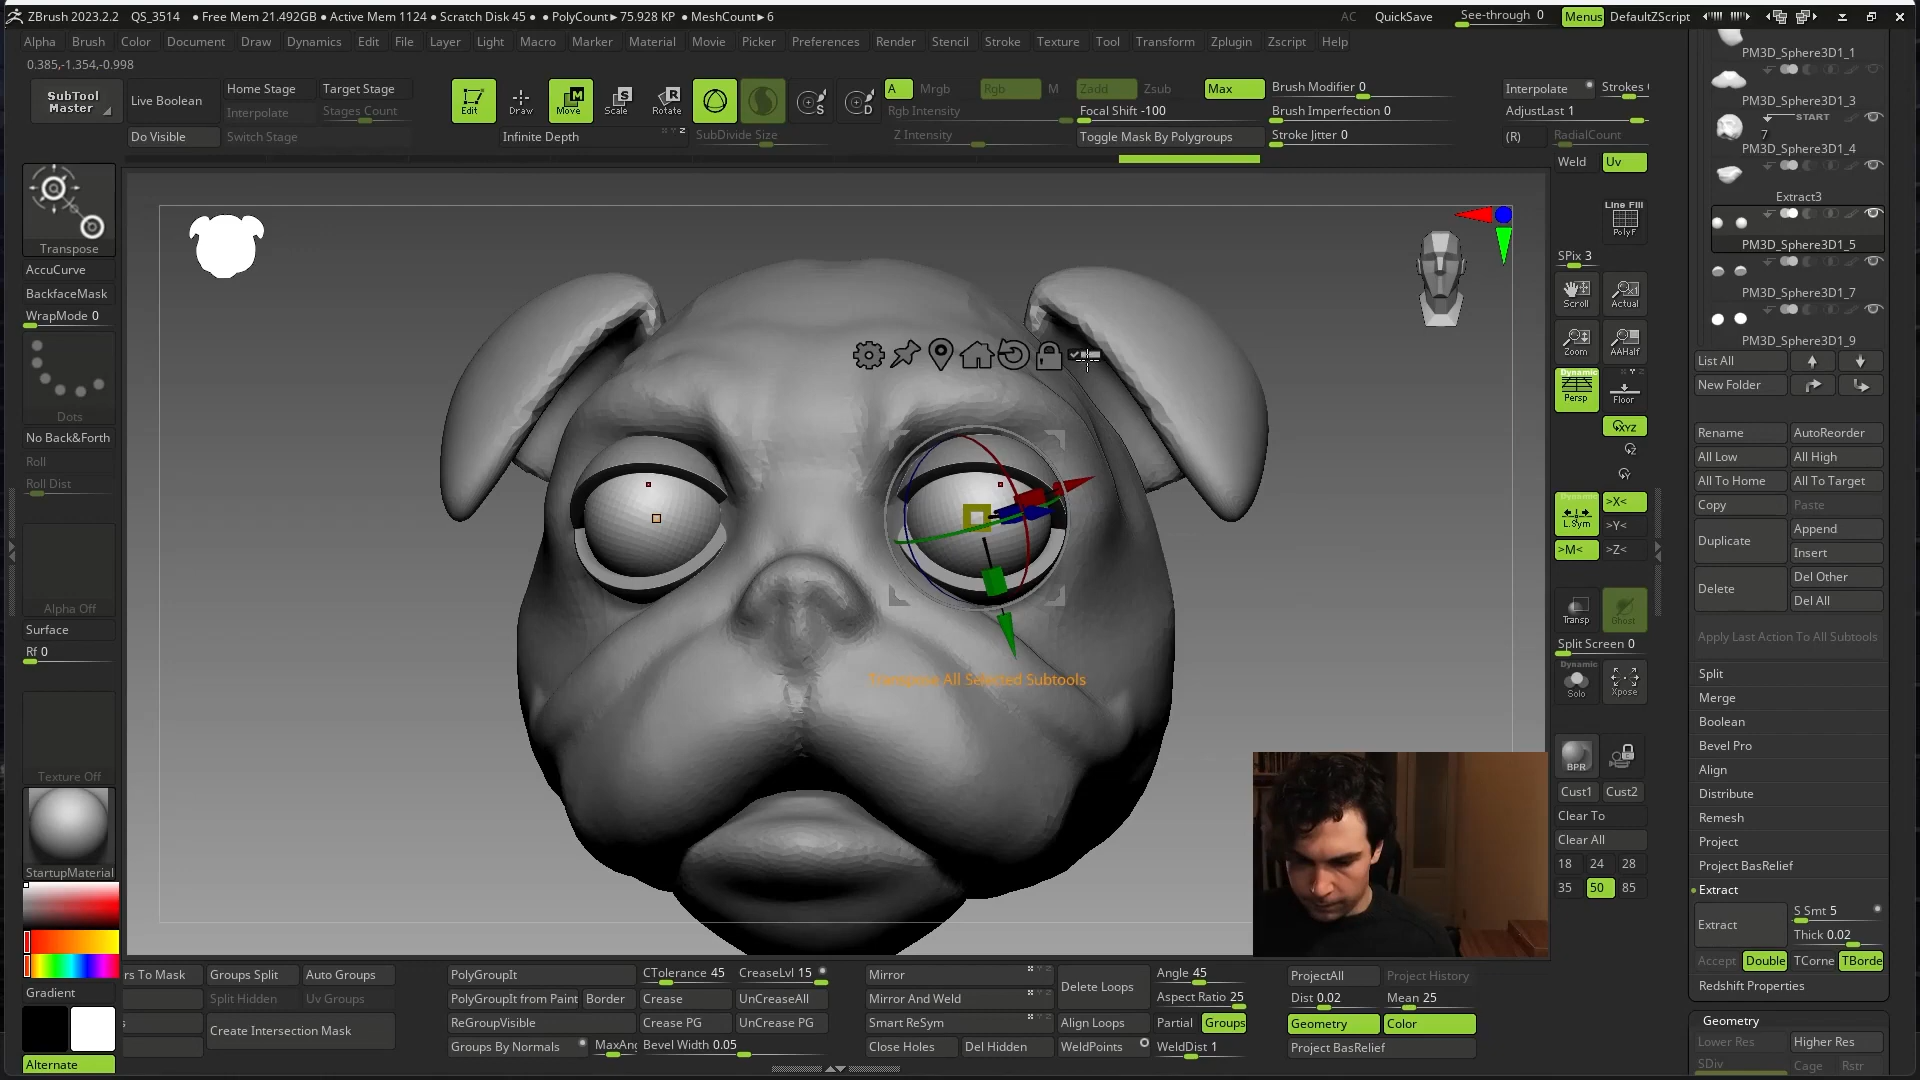 ZBrush 2023.2.2 QS_3514 ● Free Mem 21.492GB ● Active Mem 1124 ● Scratch Disk 45 ● ● PolyCount► 75.928 KP ● MeshCount► 6
AC QuickSave See-through 0 Menus DefaultZScript
Alpha Brush Color Document Draw Dynamics Edit File Layer Light Macro Marker Material Movie Picker Preferences Render Stencil Stroke Texture Tool Transform Zplugin Zscript Help
0.385,-1.354,-0.998
SubTool
Master
Live Boolean
Do Visible
Home Stage
Target Stage
Interpolate
Stages Count
Switch Stage
Edit
Draw
Move
Scale
Rotate
Infinite Depth
SubDivide Size
A Mrgb Rgb M Zadd Zsub Max
Rgb Intensity
Z Intensity
Focal Shift -100
Toggle Mask By Polygroups
Brush Modifier 0
Brush Imperfection 0
Stroke Jitter 0
Interpolate Strokes
AdjustLast 1
(R) RadialCount
Weld Uv
Transpose
AccuCurve
BackfaceMask
WrapMode 0
Dots
No Back&Forth
Roll
Roll Dist
Alpha Off
Surface
Rf 0
Texture Off
StartupMaterial
Gradient
Alternate
Transpose All Selected Subtools
Line Fill
PolyF
SPix 3
Scroll
Actual
Zoom
AAHalf
Dynamic
Persp
Floor
XYZ
Dynamic
L.Sym
>X<
>Y<
>M<
>Z<
Transp
Ghost
Split Screen 0
Dynamic
Solo
Xpose
BPR
Cust1 Cust2
Clear To
Clear All
18 24 28
35 50 85
PM3D_Sphere3D1_1
PM3D_Sphere3D1_3
START
7
PM3D_Sphere3D1_4
Extract3
PM3D_Sphere3D1_5
PM3D_Sphere3D1_7
PM3D_Sphere3D1_9
List All
New Folder
Rename AutoReorder
All Low All High
All To Home All To Target
Copy Paste
Duplicate
Append
Insert
Delete
Del Other
Del All
Apply Last Action To All Subtools
Split
Merge
Boolean
Bevel Pro
Align
Distribute
Remesh
Project
Project BasRelief
Extract
Extract
S Smt 5
Thick 0.02
Accept Double TCorne TBorde
Redshift Properties
Geometry
Lower Res Higher Res
SDiv
Cage Rstr
rs To Mask
Groups Split
Auto Groups
Split Hidden
Uv Groups
Create Intersection Mask
PolyGroupIt
PolyGroupIt from Paint Border
ReGroupVisible
Groups By Normals
MaxAng
CTolerance 45
CreaseLvl 15
Crease
UnCreaseAll
Crease PG
UnCrease PG
Bevel Width 0.05
Mirror
Mirror And Weld
Smart ReSym
Close Holes
Del Hidden
Delete Loops
Align Loops
WeldPoints
Angle 45
Aspect Ratio 25
Partial Groups
WeldDist 1
ProjectAll
Project History
Dist 0.02
Mean 25
Geometry
Color
Project BasRelief